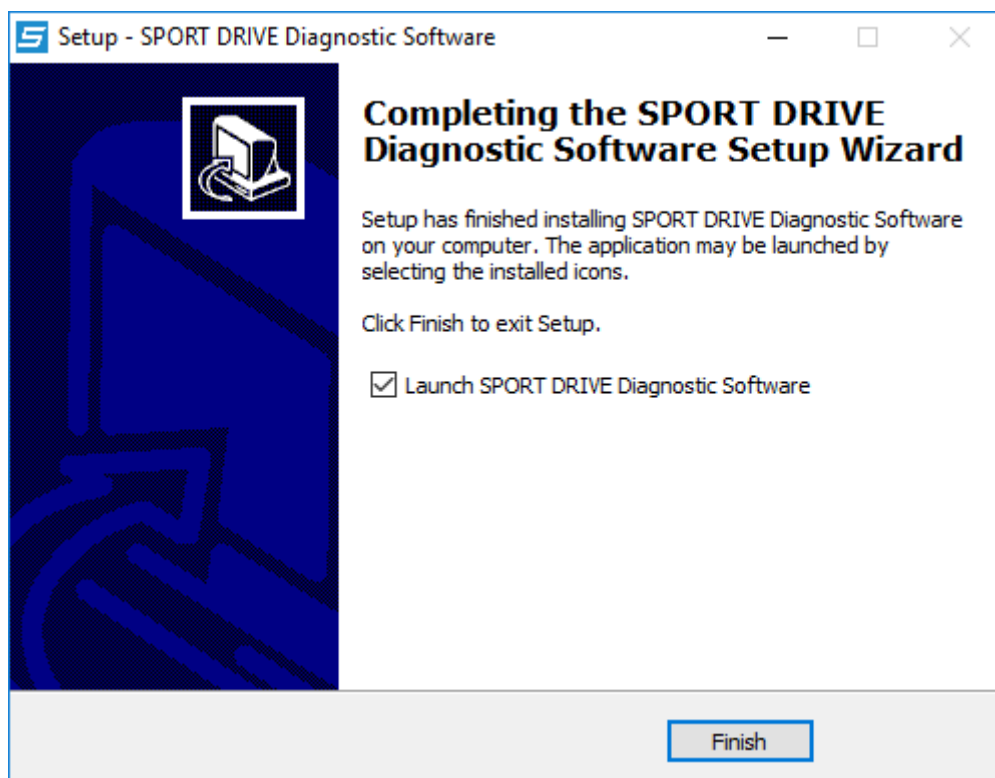 Setup - SPORT DRIVE Diagnostic Software
Completing the SPORT DRIVE
Diagnostic Software Setup Wizard
Setup has finished installing SPORT DRIVE Diagnostic Software
on your computer. The application may be launched by
selecting the installed icons.
Click Finish to exit Setup.
Launch SPORT DRIVE Diagnostic Software
Finish